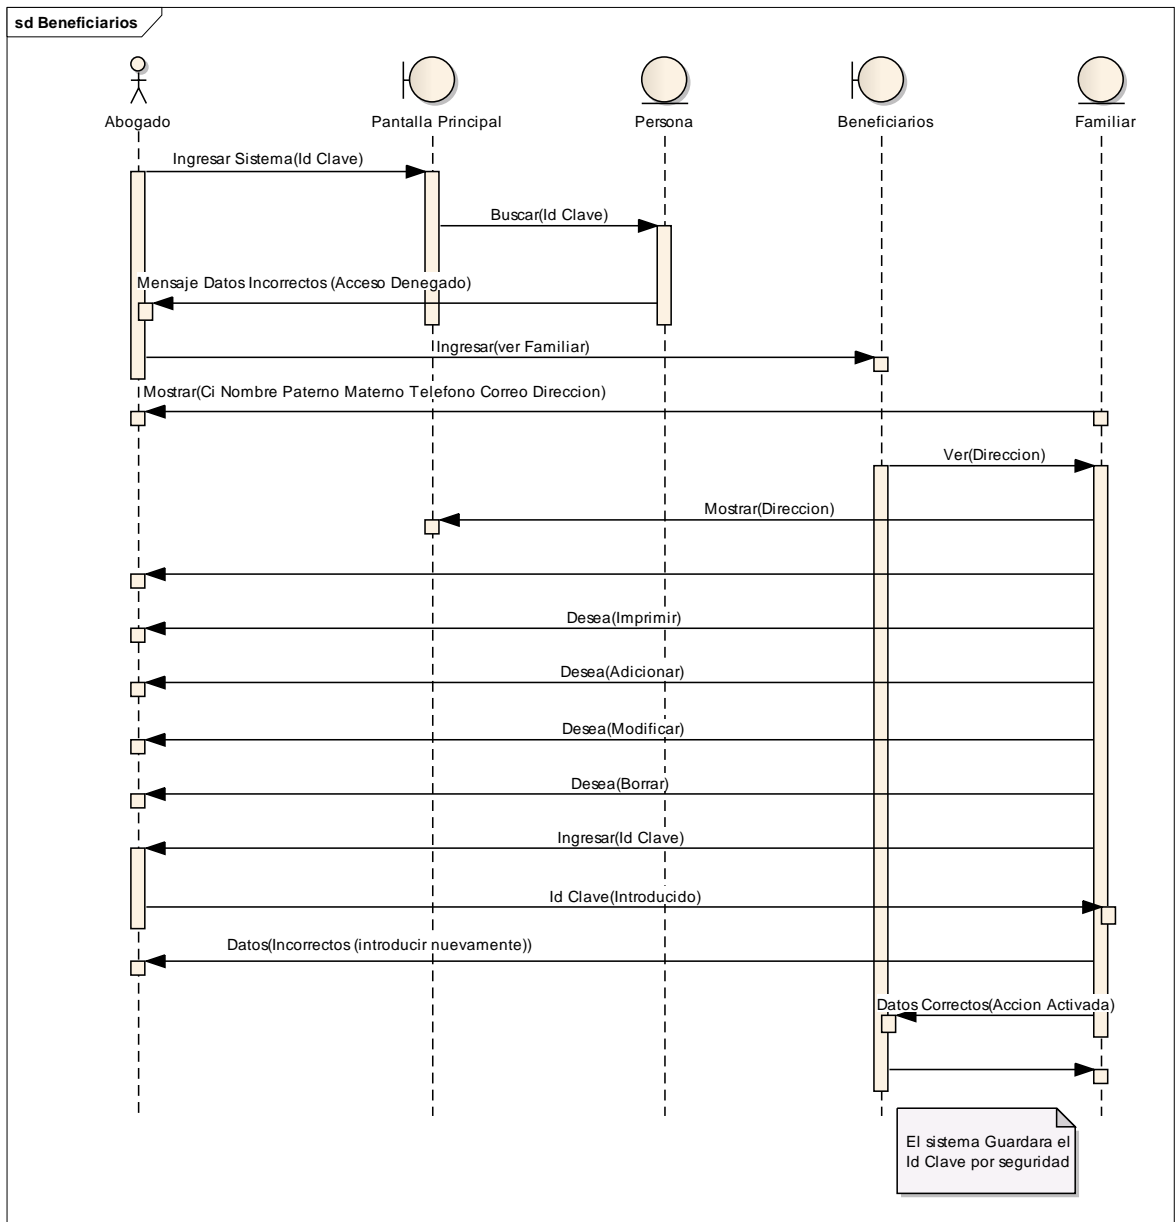 sd Beneficiarios
Abogado
Pantalla Principal
Persona
Beneficiarios
Familiar
Ingresar Sistema(Id Clave)
Buscar(Id Clave)
Mensaje Datos Incorrectos (Acceso Denegado)
Ingresar(ver Familiar)
Mostrar(Ci Nombre Paterno Materno Telefono Correo Direccion)
Ver(Direccion)
Mostrar(Direccion)
Desea(Imprimir)
Desea(Adicionar)
Desea(Modificar)
Desea(Borrar)
Ingresar(Id Clave)
Id Clave(Introducido)
Datos(Incorrectos (introducir nuevamente))
Datos Correctos(Accion Activada)
El sistema Guardara el
Id Clave por seguridad